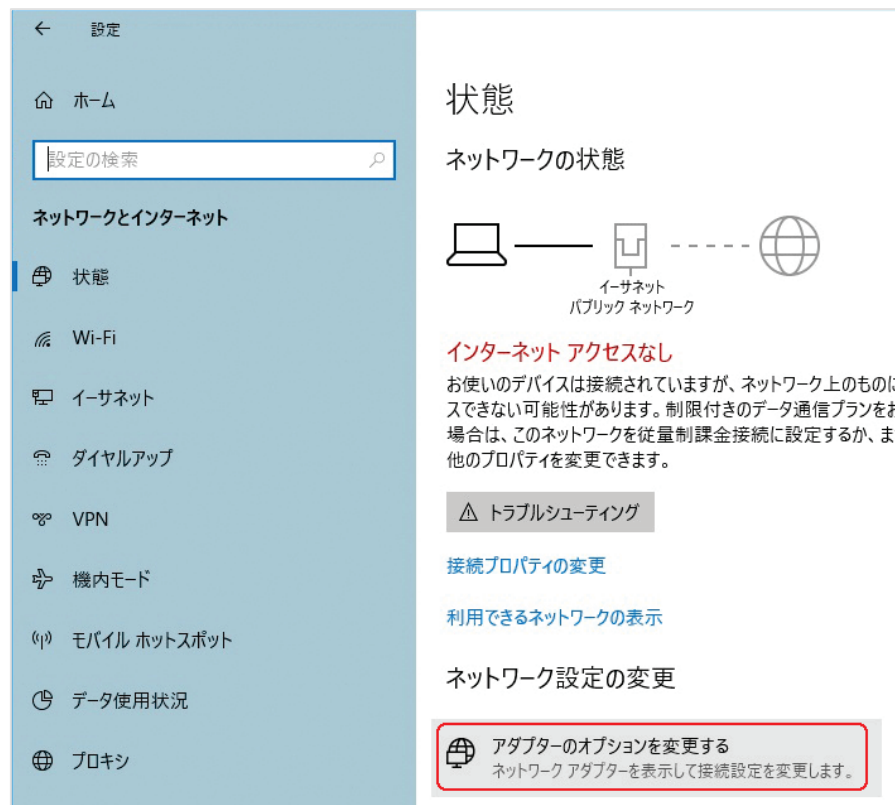 設定
ホーム
設定の検索
ネットワークとインターネット
状態
Wi-Fi
イーサネット
ダイヤルアップ
VPN
機内モード
モバイル ホットスポット
データ使用状況
プロキシ
状態
ネットワークの状態
イーサネット
パブリック ネットワーク
インターネット アクセスなし
お使いのデバイスは接続されていますが、ネットワーク上のものに
スできない可能性があります。制限付きのデータ通信プランをお
場合は、このネットワークを従量制課金接続に設定するか、ま
他のプロパティを変更できます。
トラブルシューティング
接続プロパティの変更
利用できるネットワークの表示
ネットワーク設定の変更
アダプターのオプションを変更する
ネットワーク アダプターを表示して接続設定を変更します。